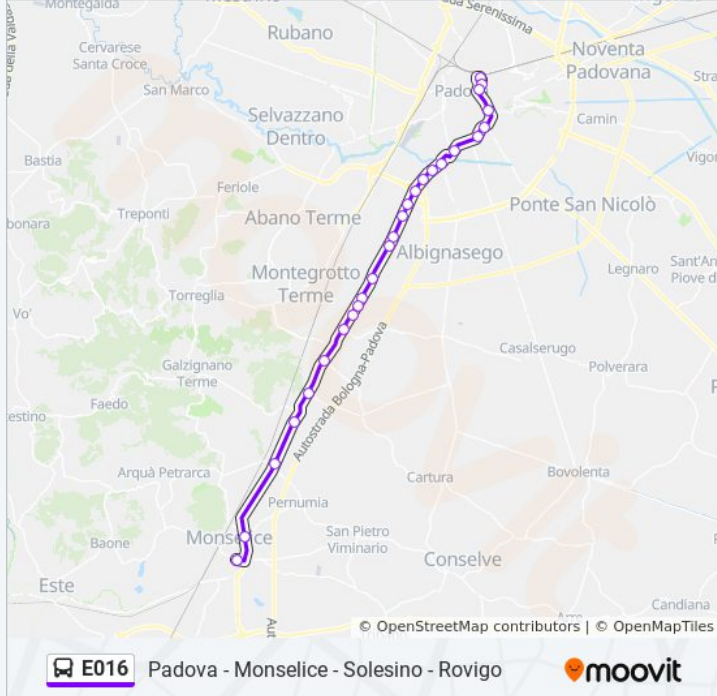 Montegalda
Serenissima
Cervarese
Santa Croce
Rubano
Noventa
Padovana
San Marco
Selvazzano
Dentro
Camin
Bastia
Feriole
Treponti
Abano Terme
Ponte San Nicolò
Albignasego
Montegrotto
Terme
Legnaro
Torreglia
Vo'
Autostrada Bologna-Padova
Galzignano
Terme
Casalserugo
Polverara
Faedo
Arquà Petrarca
Cartura
Bovolenta
Pernumia
Monselice
San Pietro
Viminario
Baone
Conselve
Este
Candiana
© OpenStreetMap contributors | © OpenMapTiles
E016 Padova - Monselice - Solesino - Rovigo
moovit